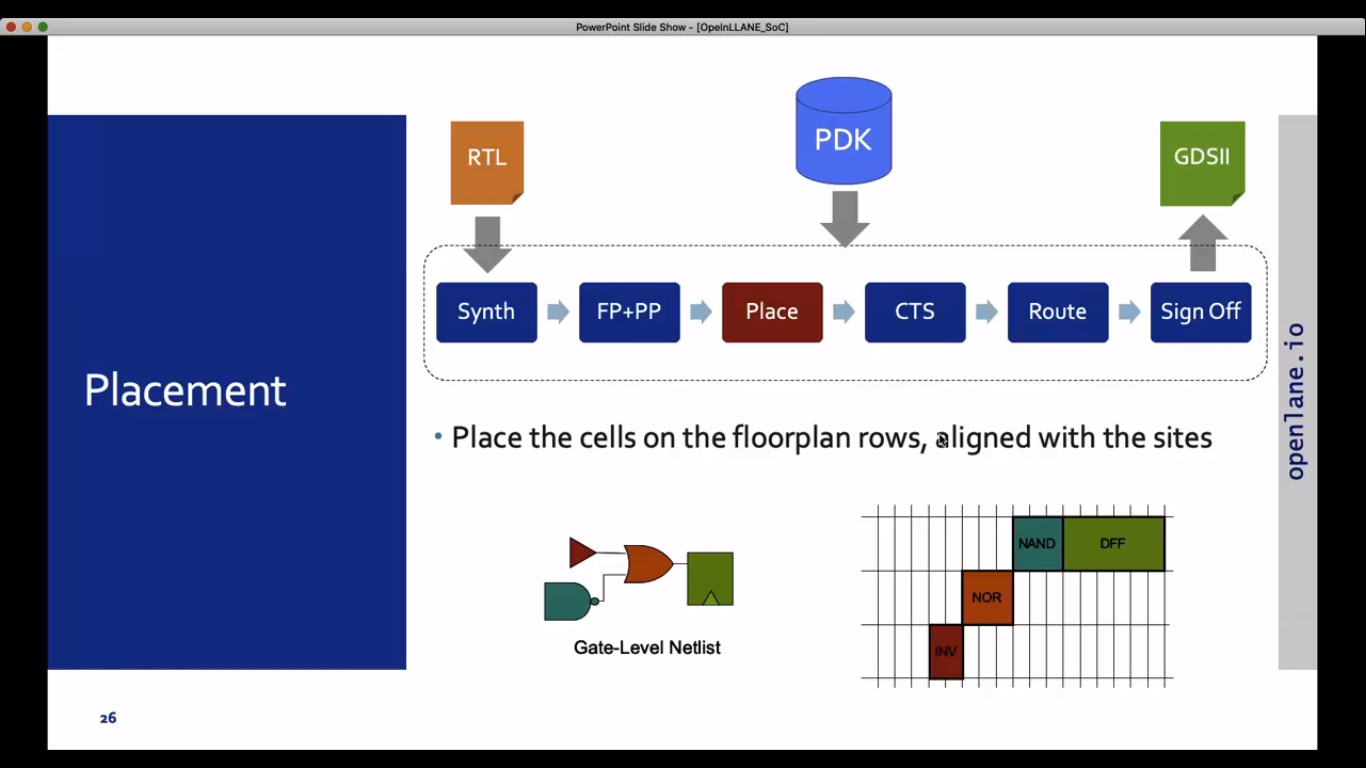 PowerPoint Slide Show - [OpeInLLANE_SoC]
RTL
PDK
GDSII
Synth
FP+PP
Place
CTS
Route
Sign Off
Placement
openlane.io
• Place the cells on the floorplan rows, aligned with the sites
NAND
DFF
NOR
INV
Gate-Level Netlist
26